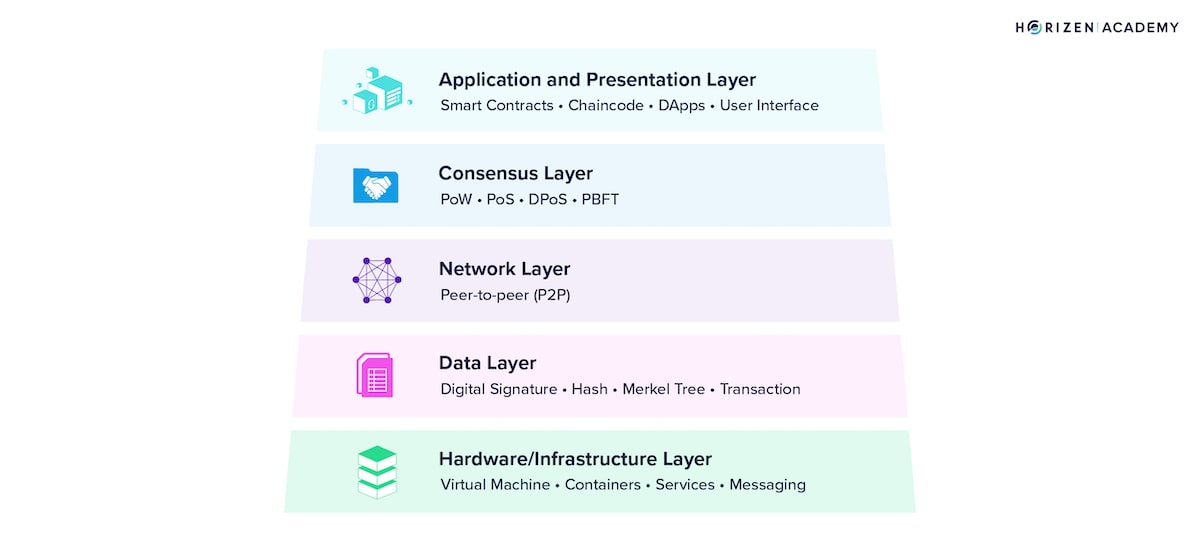 HORIZEN | ACADEMY
Application and Presentation Layer
Smart Contracts • Chaincode • DApps • User Interface
Consensus Layer
PoW • PoS • DPoS • PBFT
Network Layer
Peer-to-peer (P2P)
Data Layer
Digital Signature • Hash • Merkel Tree • Transaction
Hardware/Infrastructure Layer
Virtual Machine • Containers • Services • Messaging